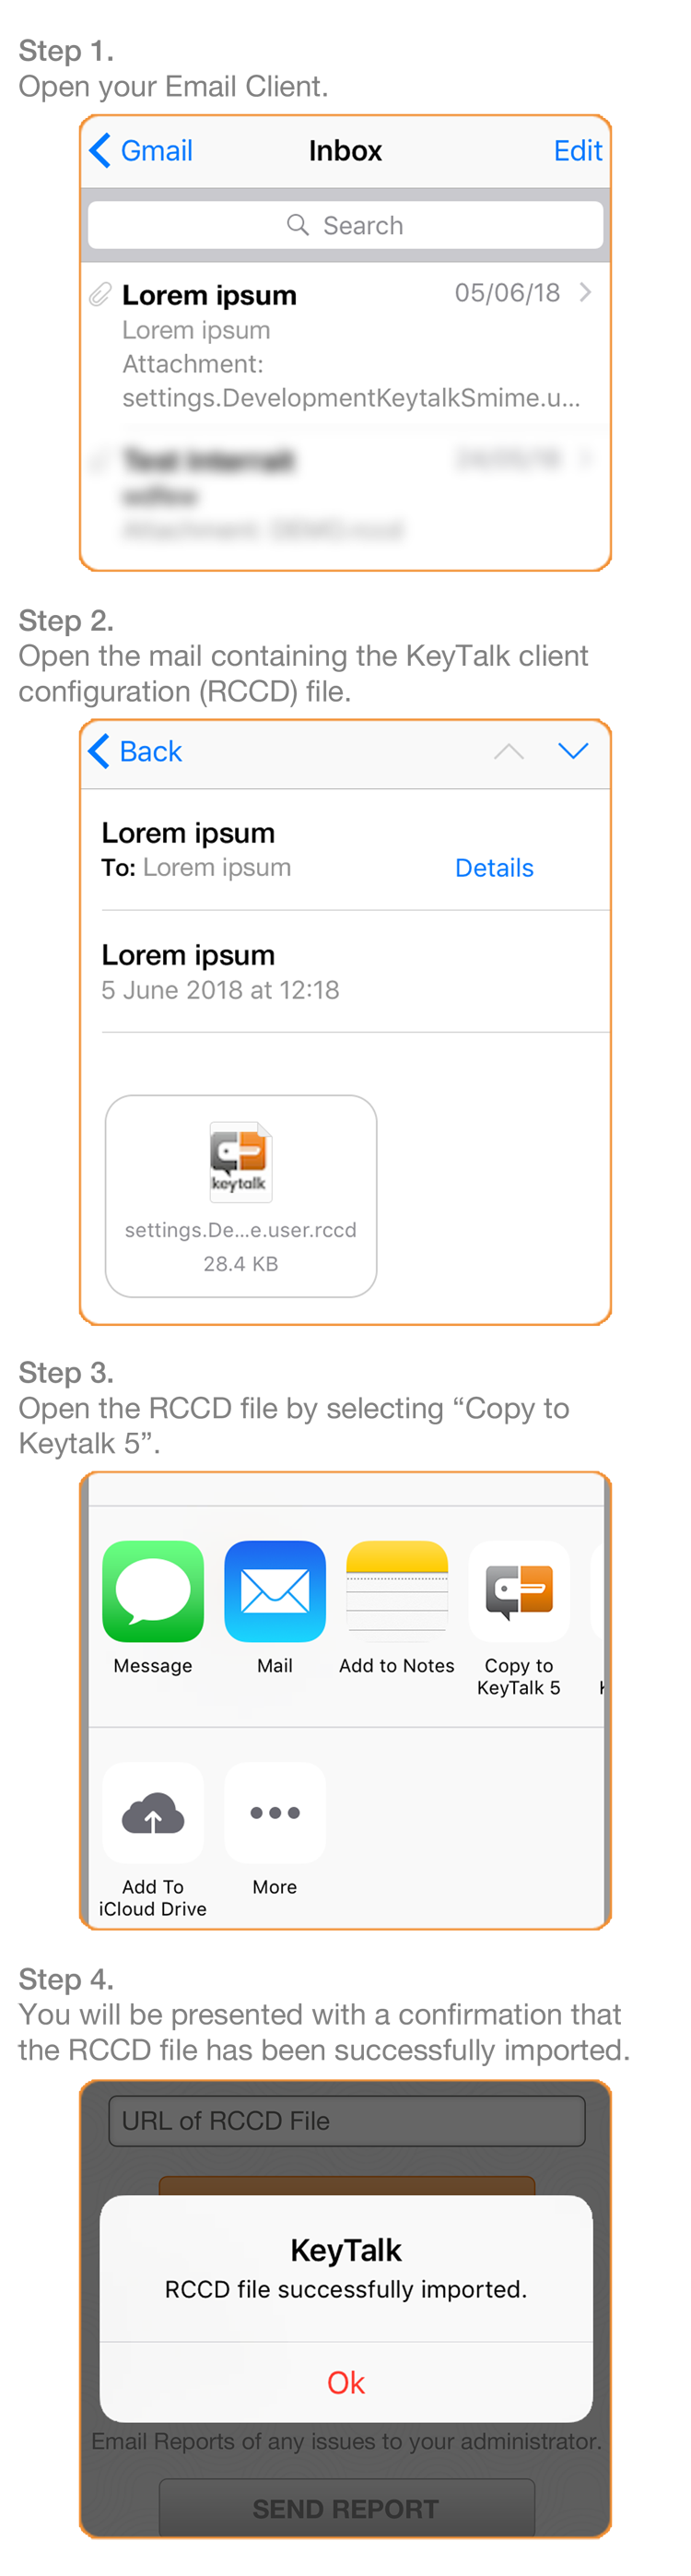 Step 1.
Open your Email Client.
Gmail
Inbox
Edit
Search
Lorem ipsum
05/06/18
Lorem ipsum
Attachment:
settings.DevelopmentKeytalkSmime.u...
Step 2.
Open the mail containing the KeyTalk client
configuration (RCCD) file.
Back
Lorem ipsum
To: Lorem ipsum
Details
Lorem ipsum
5 June 2018 at 12:18
keytalk
settings.De...e.user.rccd
28.4 KB
Step 3.
Open the RCCD file by selecting “Copy to
Keytalk 5”.
Message
Mail
Add to Notes
Copy to
KeyTalk 5
Add To
iCloud Drive
More
Step 4.
You will be presented with a confirmation that
the RCCD file has been successfully imported.
URL of RCCD File
KeyTalk
RCCD file successfully imported.
Ok
Email Reports of any issues to your administrator.
SEND REPORT